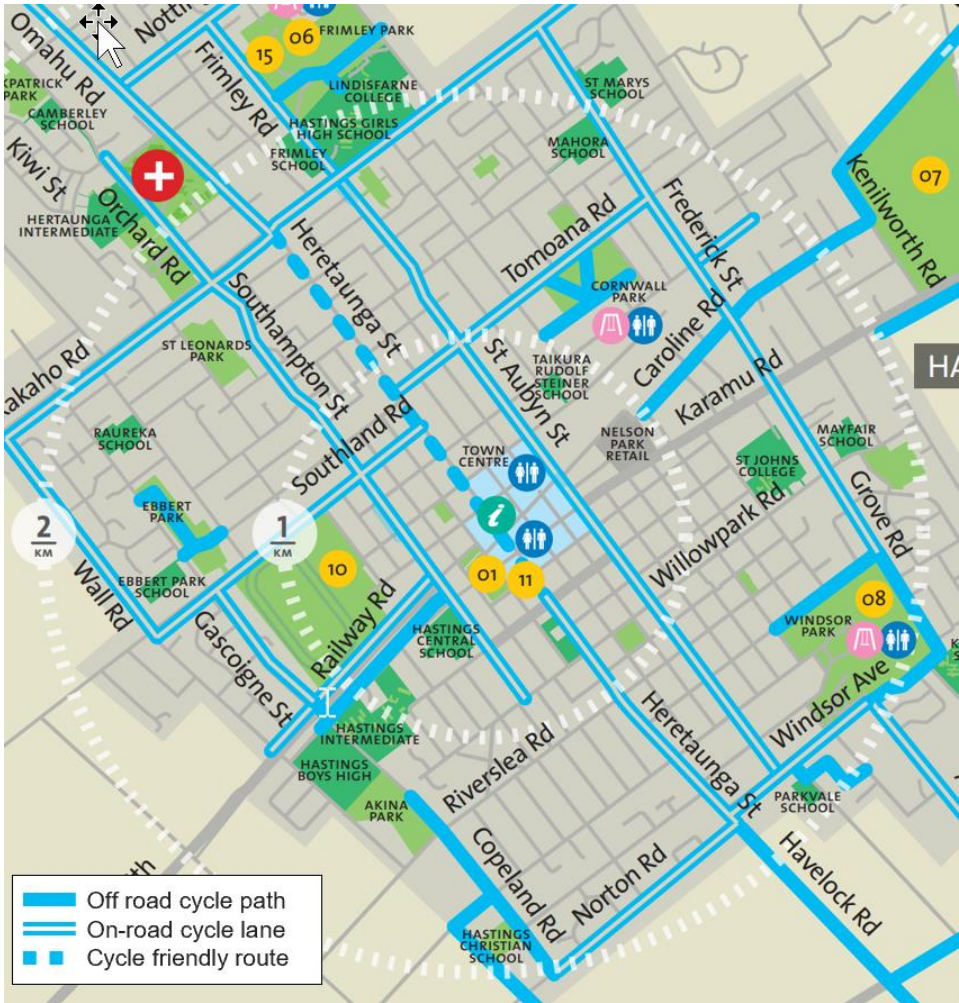 Omahu Rd
Frimley Rd
15
06
FRIMLEY PARK
LINDISFARNE
COLLEGE
HASTINGS GIRLS
HIGH SCHOOL
FRIMLEY
SCHOOL
ST MARYS
SCHOOL
MAHORA
SCHOOL
PARK
CAMBERLEY
SCHOOL
Kiwi St
HERTAUNGA
INTERMEDIATE
Orchard Rd
Kenilworth Rd
07
Heretaunga St
Tomoana Rd
Frederick St
CORNWALL
PARK
Southampton St
ST LEONARDS
PARK
St Aubyn St
TAIKURA
RUDOLF
STEINER
SCHOOL
Caroline Rd
Karamu Rd
HA
akaho Rd
RAUREKA
SCHOOL
Southland Rd
TOWN
CENTRE
NELSON
PARK
RETAIL
MAYFAIR
SCHOOL
ST JOHNS
COLLEGE
EBBERT
PARK
2
KM
1
KM
i
Grove Rd
Willowpark Rd
Wall Rd
EBBERT PARK
SCHOOL
10
01
11
08
Gascoigne St
Railway Rd
HASTINGS
CENTRAL
SCHOOL
WINDSOR
PARK
Windsor Ave
HASTINGS
INTERMEDIATE
HASTINGS
BOYS HIGH
Heretaunga St
AKINA
PARK
Riverslea Rd
PARKVALE
SCHOOL
Copeland Rd
Norton Rd
Havelock Rd
HASTINGS
CHRISTIAN
SCHOOL
Off road cycle path
On-road cycle lane
Cycle friendly route